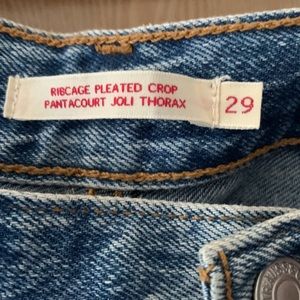 RIBCAGE PLEATED CROP
PANTACOURT JOLI THORAX
29